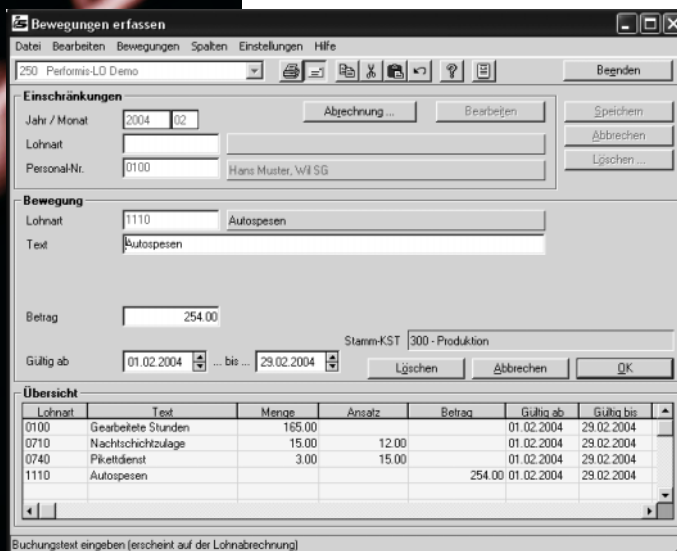 Bewegungen erfassen
Datei Bearbeiten Bewegungen Spalten Einstellungen Hilfe
250 Performis-LO Demo Beenden
Einschränkungen
Jahr / Monat 2004 02 Abrechnung ... Bearbeiten Speichern
Lohnart Abbrechen
Personal-Nr. 0100 Hans Muster, Wil SG Löschen ...
Bewegung
Lohnart 1110 Autospesen
Text Autospesen
Betrag 254.00
Stamm-KST 300 - Produktion
Gültig ab 01.02.2004 ... bis ... 29.02.2004 Löschen Abbrechen OK
Übersicht
Lohnart Text Menge Ansatz Betrag Gültig ab Gültig bis
0100 Gearbeitete Stunden 165.00 01.02.2004 29.02.2004
0710 Nachtschichtzulage 15.00 12.00 01.02.2004 29.02.2004
0740 Pikettdienst 3.00 15.00 01.02.2004 29.02.2004
1110 Autospesen 254.00 01.02.2004 29.02.2004
Buchungstext eingeben (erscheint auf der Lohnabrechnung)